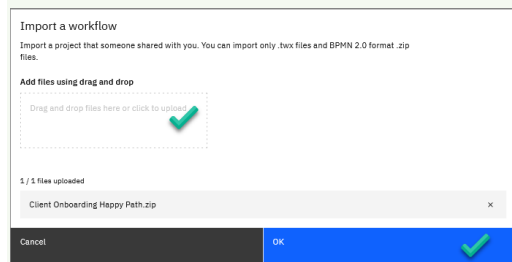 Import a workflow
Import a project that someone shared with you. You can import only .twx files and BPMN 2.0 format .zip
files.
Add files using drag and drop
Drag and drop files here or click to upload
1 / 1 files uploaded
Client Onboarding Happy Path.zip ×
Cancel OK